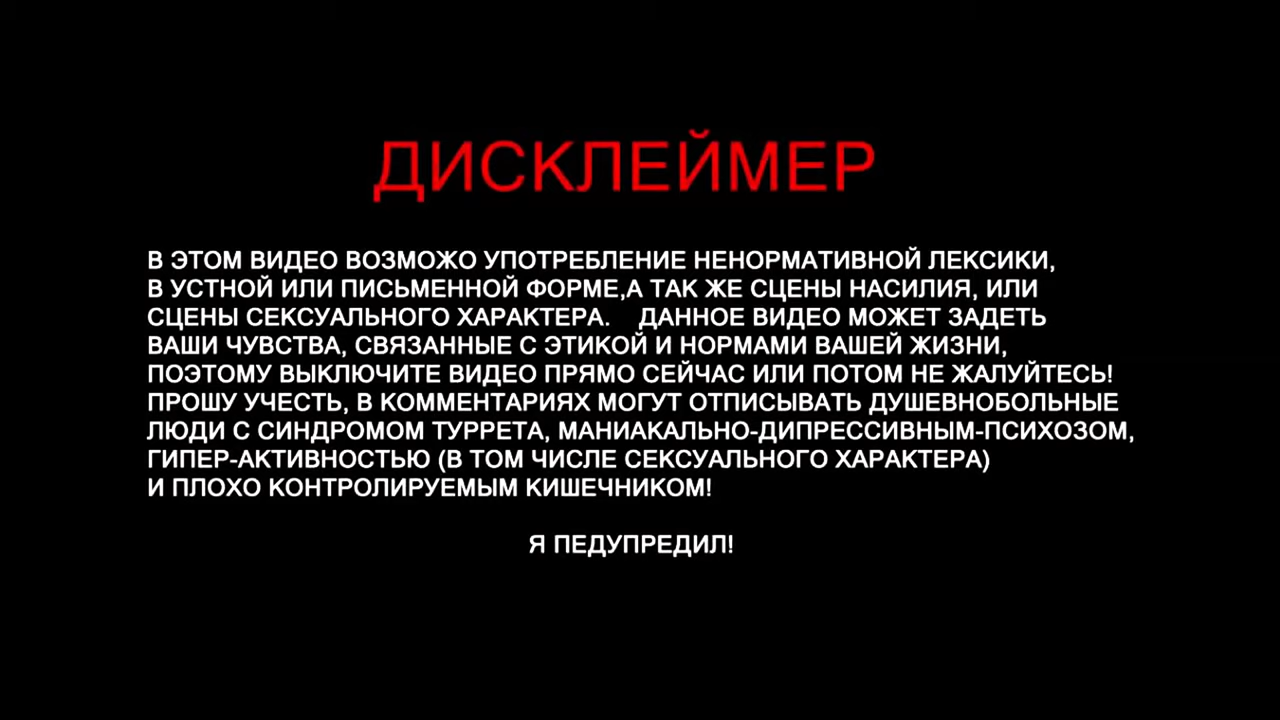 ДИСКЛЕЙМЕР
В ЭТОМ ВИДЕО ВОЗМОЖО УПОТРЕБЛЕНИЕ НЕНОРМАТИВНОЙ ЛЕКСИКИ,
В УСТНОЙ ИЛИ ПИСЬМЕННОЙ ФОРМЕ,А ТАК ЖЕ СЦЕНЫ НАСИЛИЯ, ИЛИ
СЦЕНЫ СЕКСУАЛЬНОГО ХАРАКТЕРА.    ДАННОЕ ВИДЕО МОЖЕТ ЗАДЕТЬ
ВАШИ ЧУВСТВА, СВЯЗАННЫЕ С ЭТИКОЙ И НОРМАМИ ВАШЕЙ ЖИЗНИ,
ПОЭТОМУ ВЫКЛЮЧИТЕ ВИДЕО ПРЯМО СЕЙЧАС ИЛИ ПОТОМ НЕ ЖАЛУЙТЕСЬ!
ПРОШУ УЧЕСТЬ, В КОММЕНТАРИЯХ МОГУТ ОТПИСЫВАТЬ ДУШЕВНОБОЛЬНЫЕ
ЛЮДИ С СИНДРОМОМ ТУРРЕТА, МАНИАКАЛЬНО-ДИПРЕССИВНЫМ-ПСИХОЗОМ,
ГИПЕР-АКТИВНОСТЬЮ (В ТОМ ЧИСЛЕ СЕКСУАЛЬНОГО ХАРАКТЕРА)
И ПЛОХО КОНТРОЛИРУЕМЫМ КИШЕЧНИКОМ!
Я ПЕДУПРЕДИЛ!